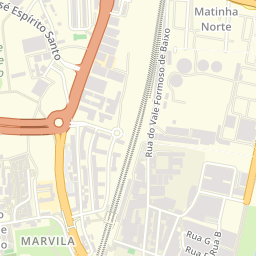 sé Espírito Santo
Matinha
Norte
Rua do Vale Formoso de Baixo
Rua B
Rua G
MARVILA